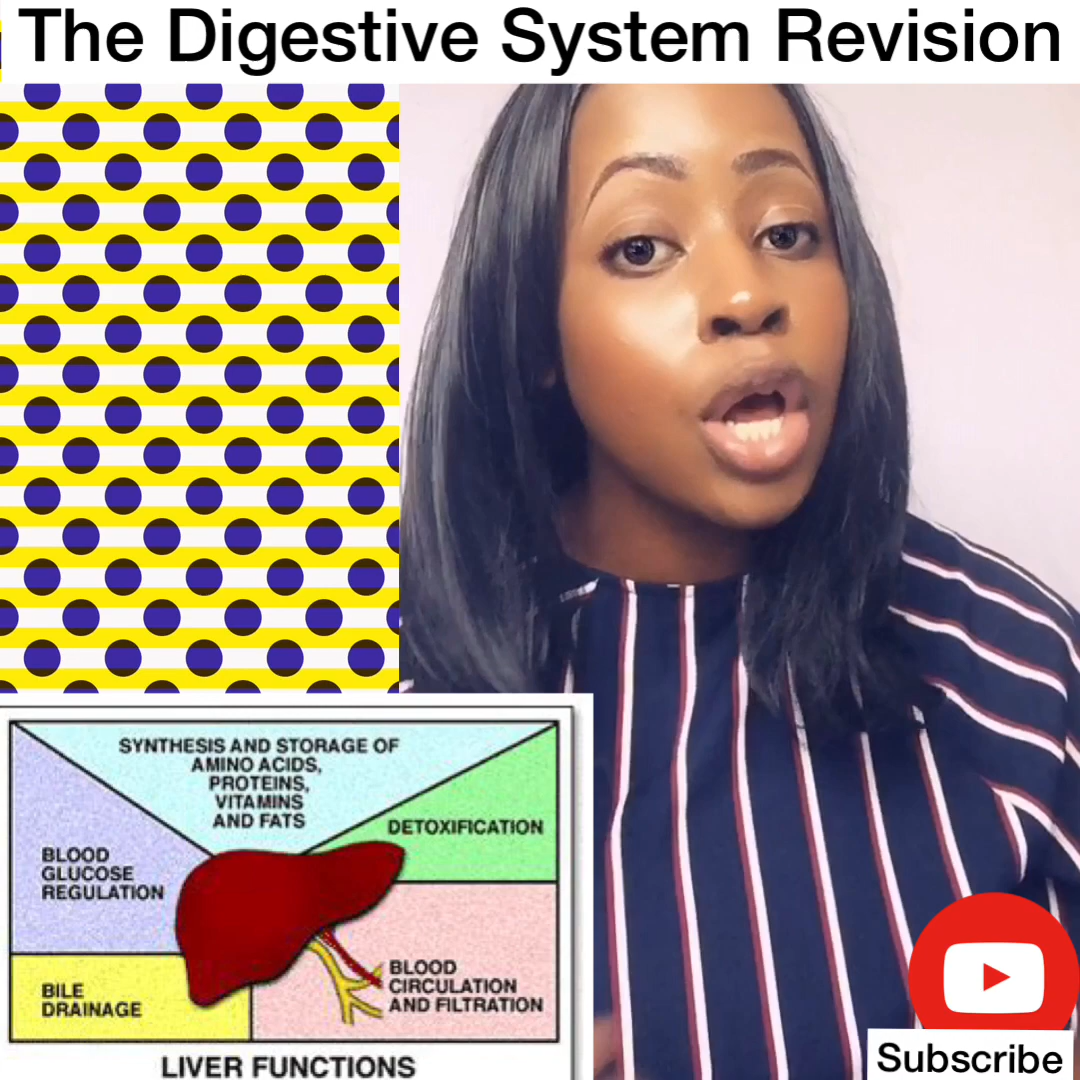 The Digestive System Revision
SYNTHESIS AND STORAGE OF
AMINO ACIDS,
PROTEINS,
VITAMINS
AND FATS
DETOXIFICATION
BLOOD
GLUCOSE
REGULATION
BLOOD
CIRCULATION
AND FILTRATION
BILE
DRAINAGE
LIVER FUNCTIONS
Subscribe